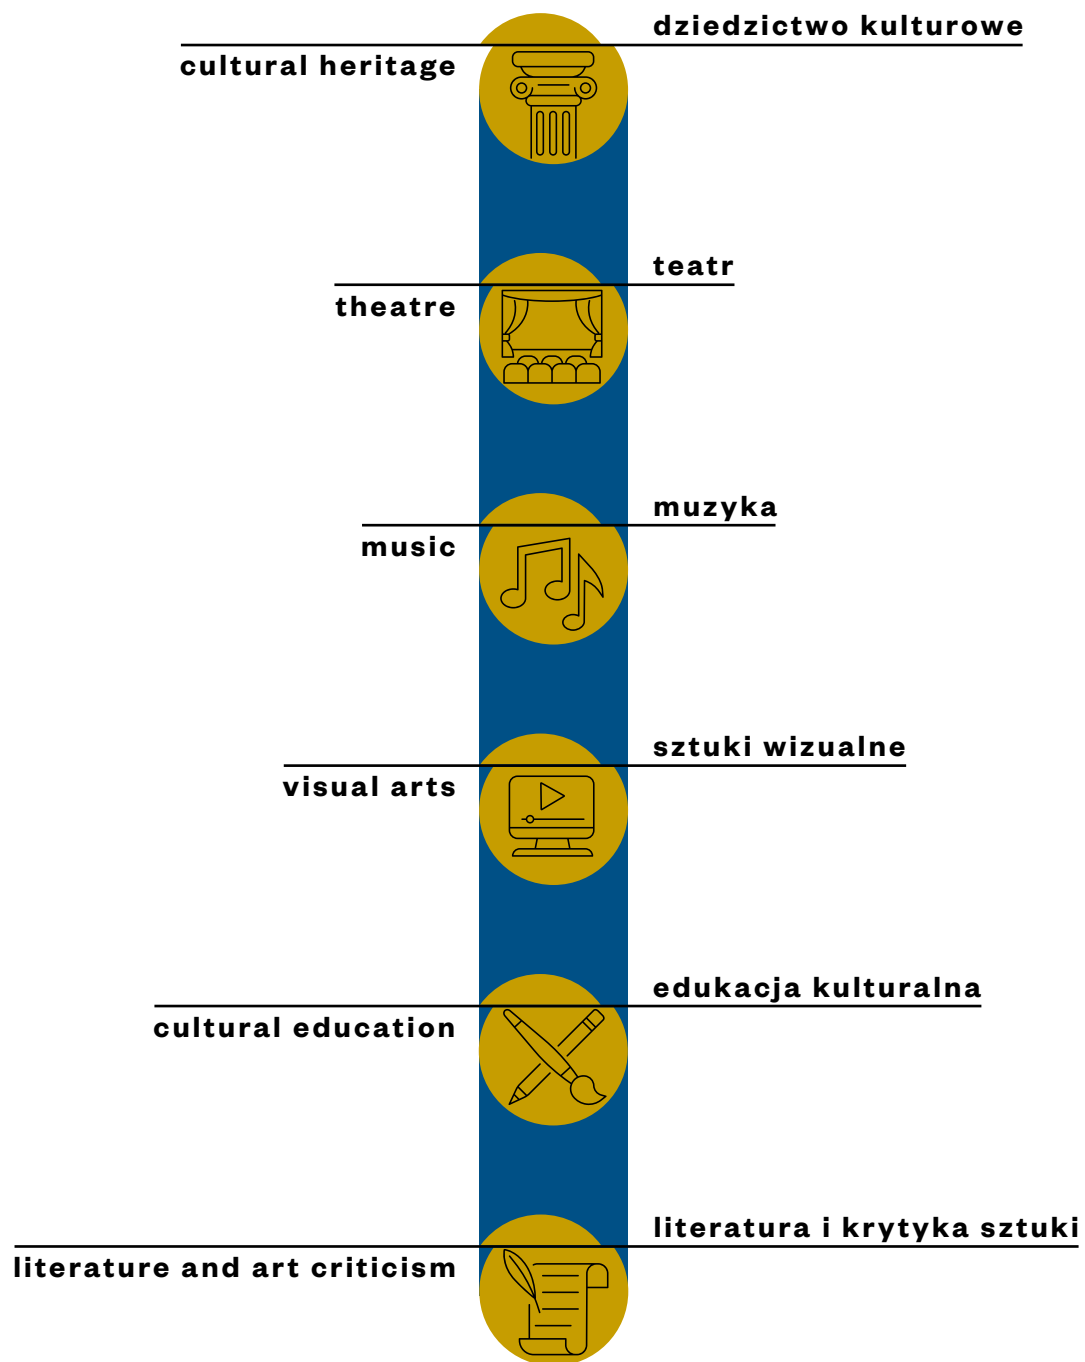 dziedzictwo kulturowe
cultural heritage
teatr
theatre
muzyka
music
sztuki wizualne
visual arts
edukacja kulturalna
cultural education
literatura i krytyka sztuki
literature and art criticism